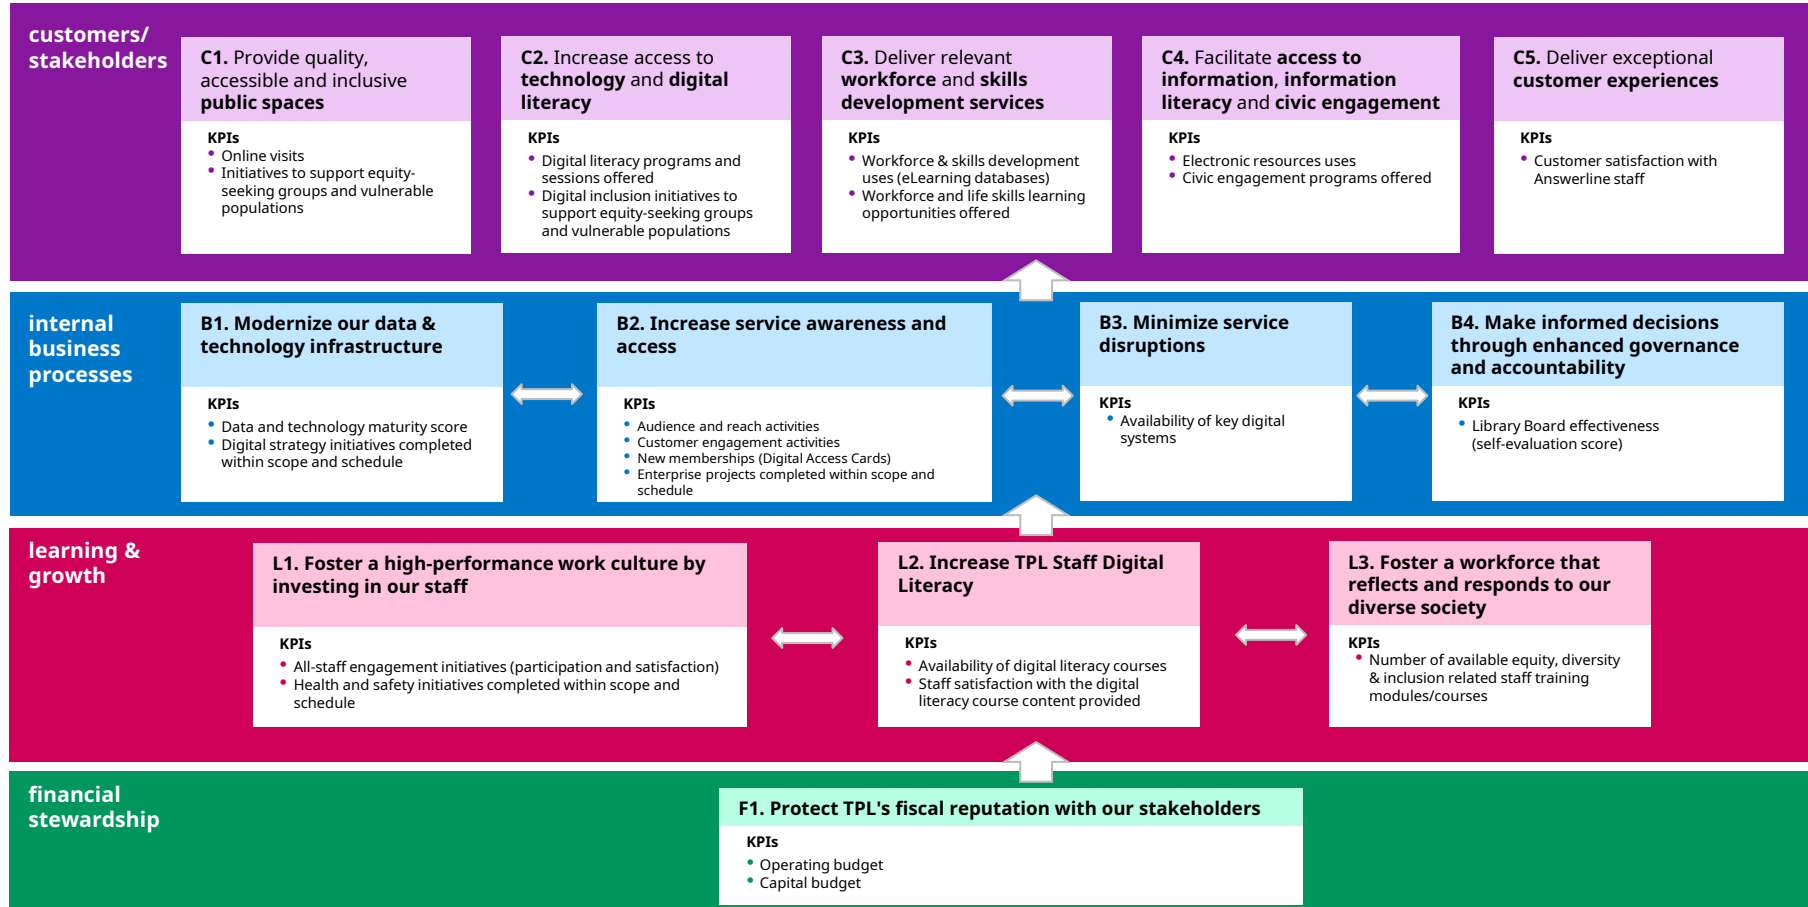 customers/
stakeholders
C1. Provide quality,
accessible and inclusive
public spaces
KPIs
• Online visits
• Initiatives to support equity-
seeking groups and vulnerable
populations
C2. Increase access to
technology and digital
literacy
KPIs
• Digital literacy programs and
sessions offered
• Digital inclusion initiatives to
support equity-seeking groups
and vulnerable populations
C3. Deliver relevant
workforce and skills
development services
KPIs
• Workforce & skills development
uses (eLearning databases)
• Workforce and life skills learning
opportunities offered
C4. Facilitate access to
information, information
literacy and civic engagement
KPIs
• Electronic resources uses
• Civic engagement programs offered
C5. Deliver exceptional
customer experiences
KPIs
• Customer satisfaction with
Answerline staff
internal
business
processes
B1. Modernize our data &
technology infrastructure
KPIs
• Data and technology maturity score
• Digital strategy initiatives completed
within scope and schedule
B2. Increase service awareness and
access
KPIs
• Audience and reach activities
• Customer engagement activities
• New memberships (Digital Access Cards)
• Enterprise projects completed within scope and
schedule
B3. Minimize service
disruptions
KPIs
• Availability of key digital
systems
B4. Make informed decisions
through enhanced governance
and accountability
KPIs
• Library Board effectiveness
(self-evaluation score)
learning &
growth
L1. Foster a high-performance work culture by
investing in our staff
KPIs
• All-staff engagement initiatives (participation and satisfaction)
• Health and safety initiatives completed within scope and
schedule
L2. Increase TPL Staff Digital
Literacy
KPIs
• Availability of digital literacy courses
• Staff satisfaction with the digital
literacy course content provided
L3. Foster a workforce that
reflects and responds to our
diverse society
KPIs
• Number of available equity, diversity
& inclusion related staff training
modules/courses
financial
stewardship
F1. Protect TPL's fiscal reputation with our stakeholders
KPIs
• Operating budget
• Capital budget